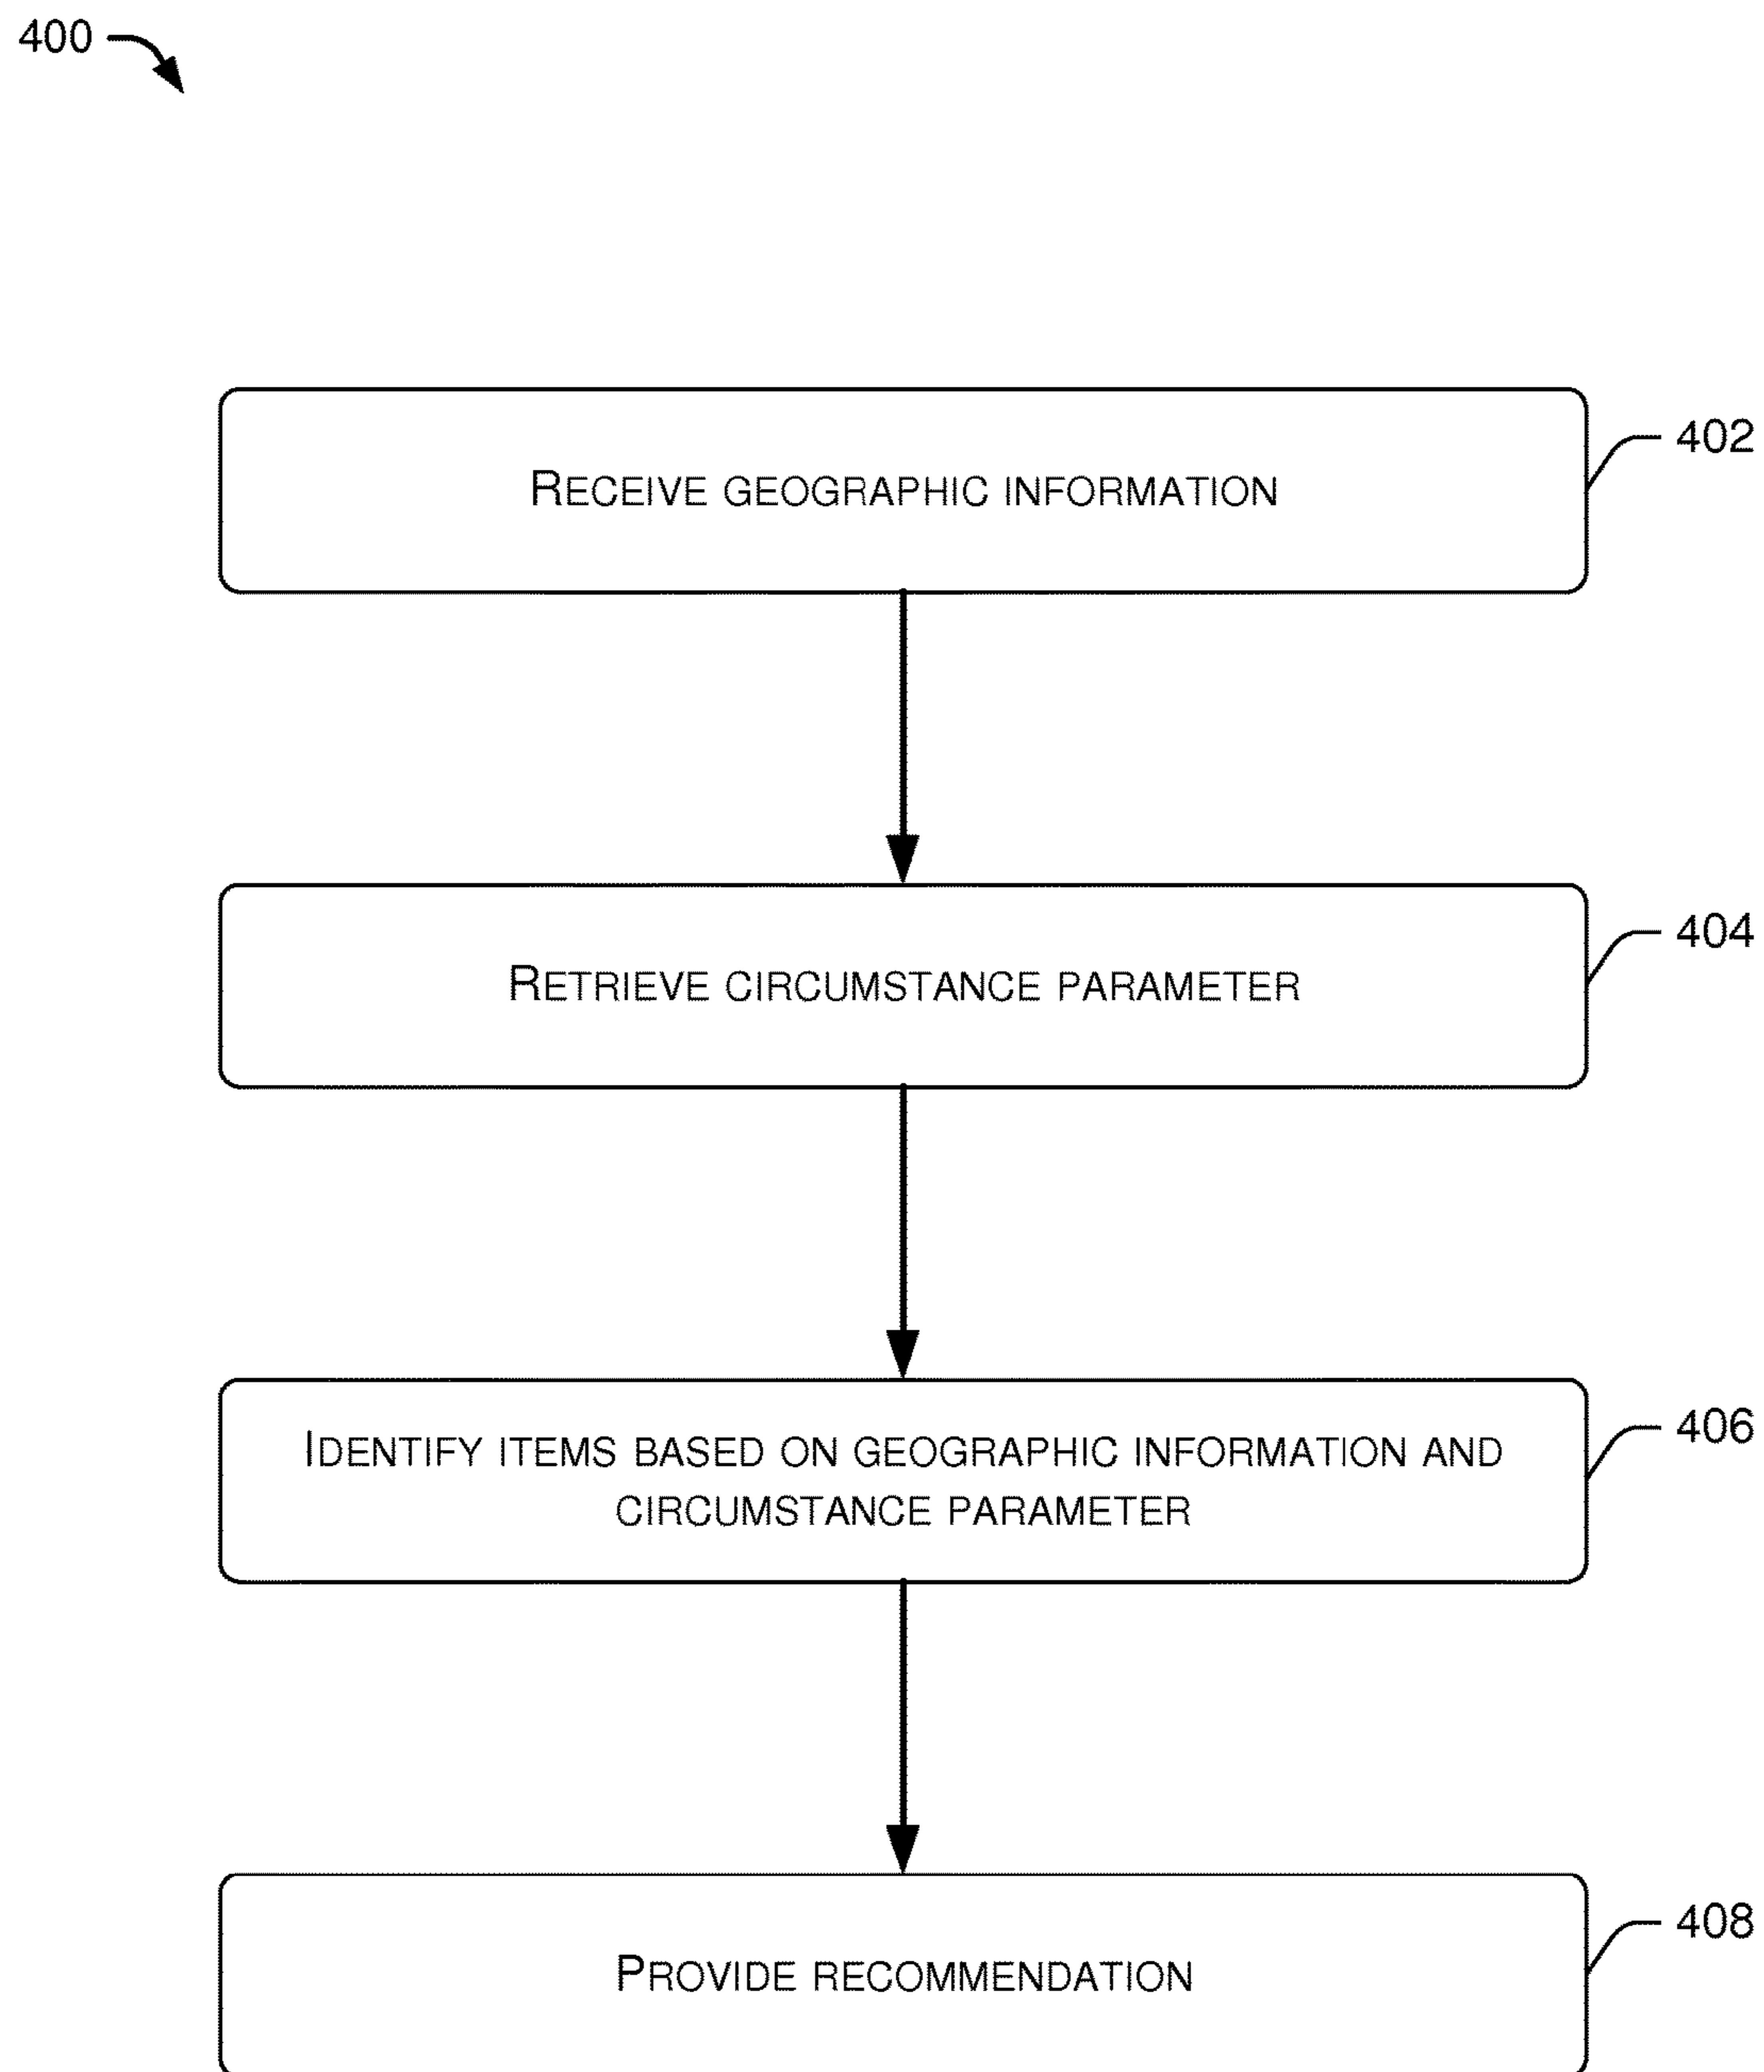 400
RECEIVE GEOGRAPHIC INFORMATION
402
RETRIEVE CIRCUMSTANCE PARAMETER
404
IDENTIFY ITEMS BASED ON GEOGRAPHIC INFORMATION AND
CIRCUMSTANCE PARAMETER
406
PROVIDE RECOMMENDATION
408